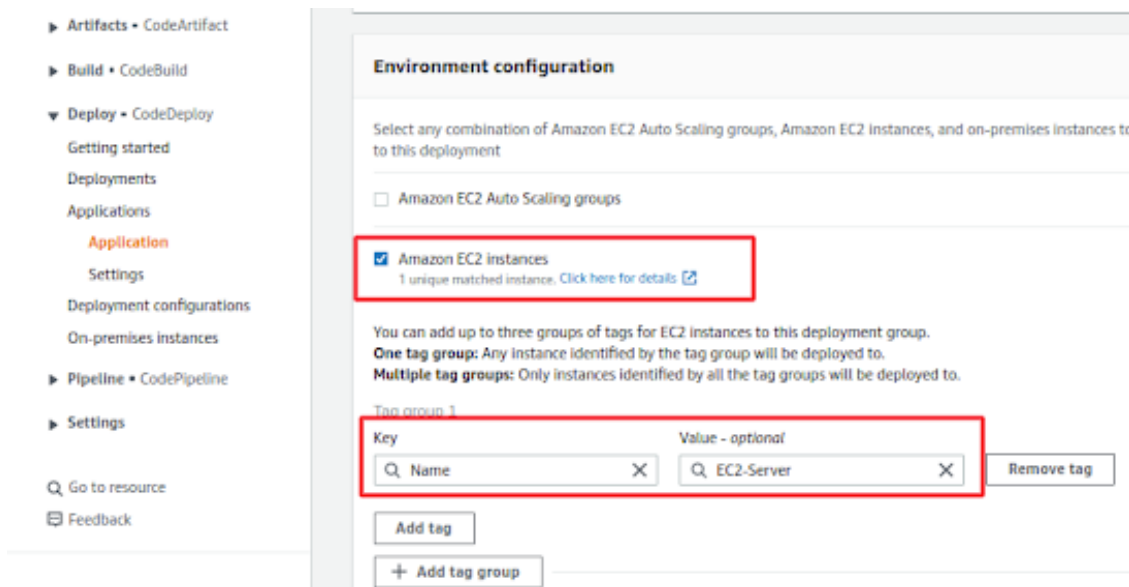 Artifacts • CodeArtifact
Build • CodeBuild
Deploy • CodeDeploy
Getting started
Deployments
Applications
Application
Settings
Deployment configurations
On-premises instances
Pipeline • CodePipeline
Settings
Go to resource
Feedback
Environment configuration
Select any combination of Amazon EC2 Auto Scaling groups, Amazon EC2 instances, and on-premises instances to
to this deployment
Amazon EC2 Auto Scaling groups
Amazon EC2 instances
1 unique matched instance. Click here for details
You can add up to three groups of tags for EC2 instances to this deployment group.
One tag group: Any instance identified by the tag group will be deployed to.
Multiple tag groups: Only instances identified by all the tag groups will be deployed to.
Tag group 1
Key Value - optional
Name EC2-Server Remove tag
Add tag
+ Add tag group